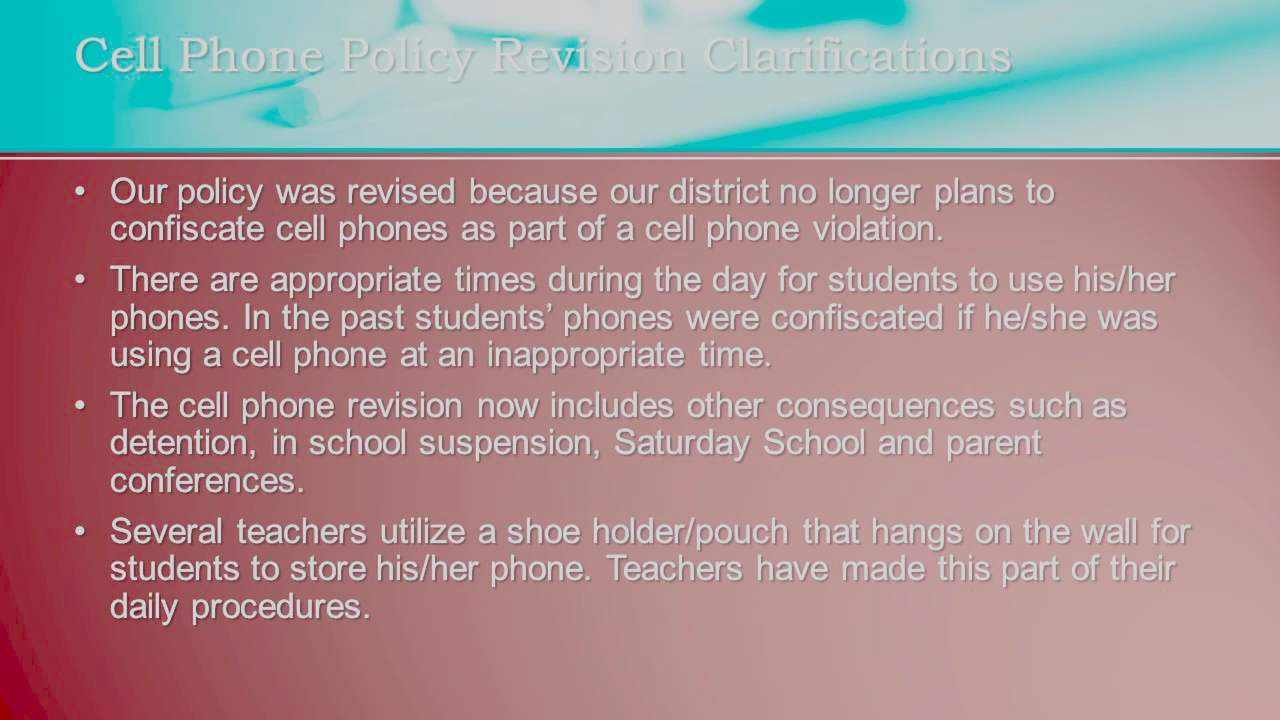 Cell Phone Policy Revision Clarifications
• Our policy was revised because our district no longer plans to
confiscate cell phones as part of a cell phone violation.
• There are appropriate times during the day for students to use his/her
phones. In the past students’ phones were confiscated if he/she was
using a cell phone at an inappropriate time.
• The cell phone revision now includes other consequences such as
detention, in school suspension, Saturday School and parent
conferences.
• Several teachers utilize a shoe holder/pouch that hangs on the wall for
students to store his/her phone. Teachers have made this part of their
daily procedures.